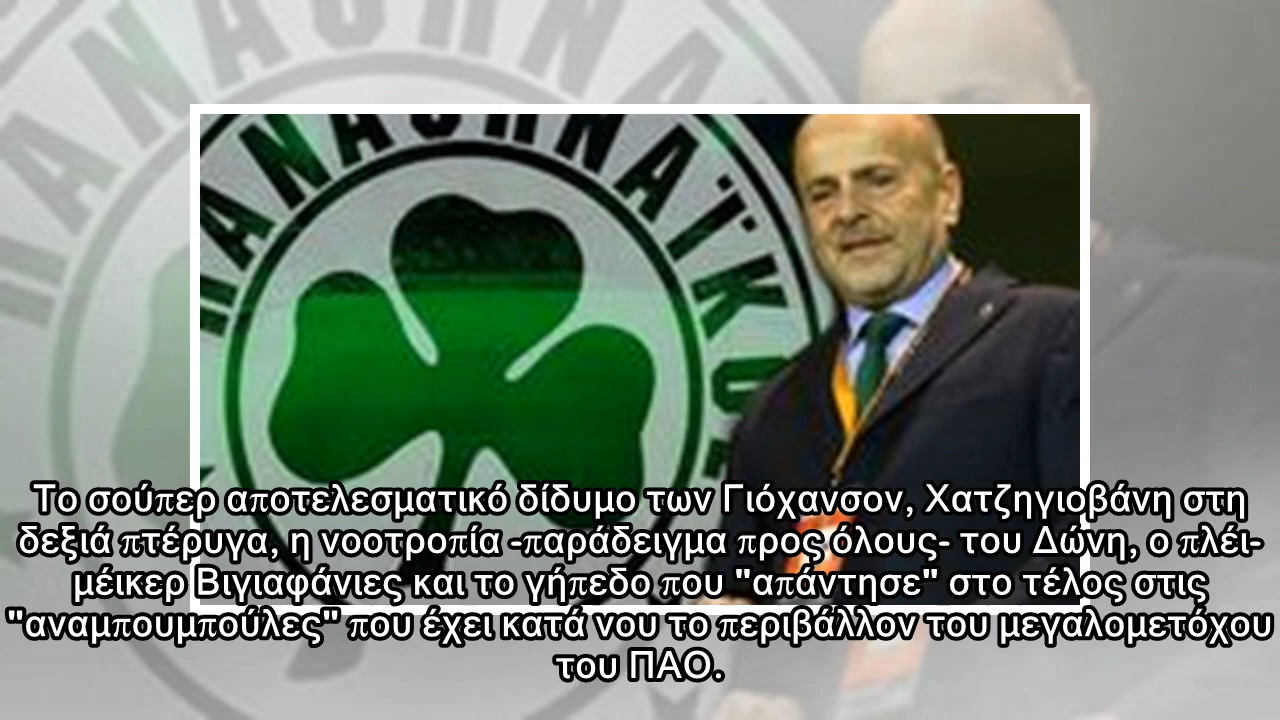 ΠΑΝΑΘΗΝΑΪΚΟ
Το σούπερ αποτελεσματικό δίδυμο των Γιόχανσον, Χατζηγιοβάνη στη
δεξιά πτέρυγα, η νοοτροπία -παράδειγμα προς όλους- του Δώνη, ο πλέι-
μέικερ Βιγιαφάνιες και το γήπεδο που "απάντησε" στο τέλος στις
"αναμπουμπούλες" που έχει κατά νου το περιβάλλον του μεγαλομετόχου
του ΠΑΟ.